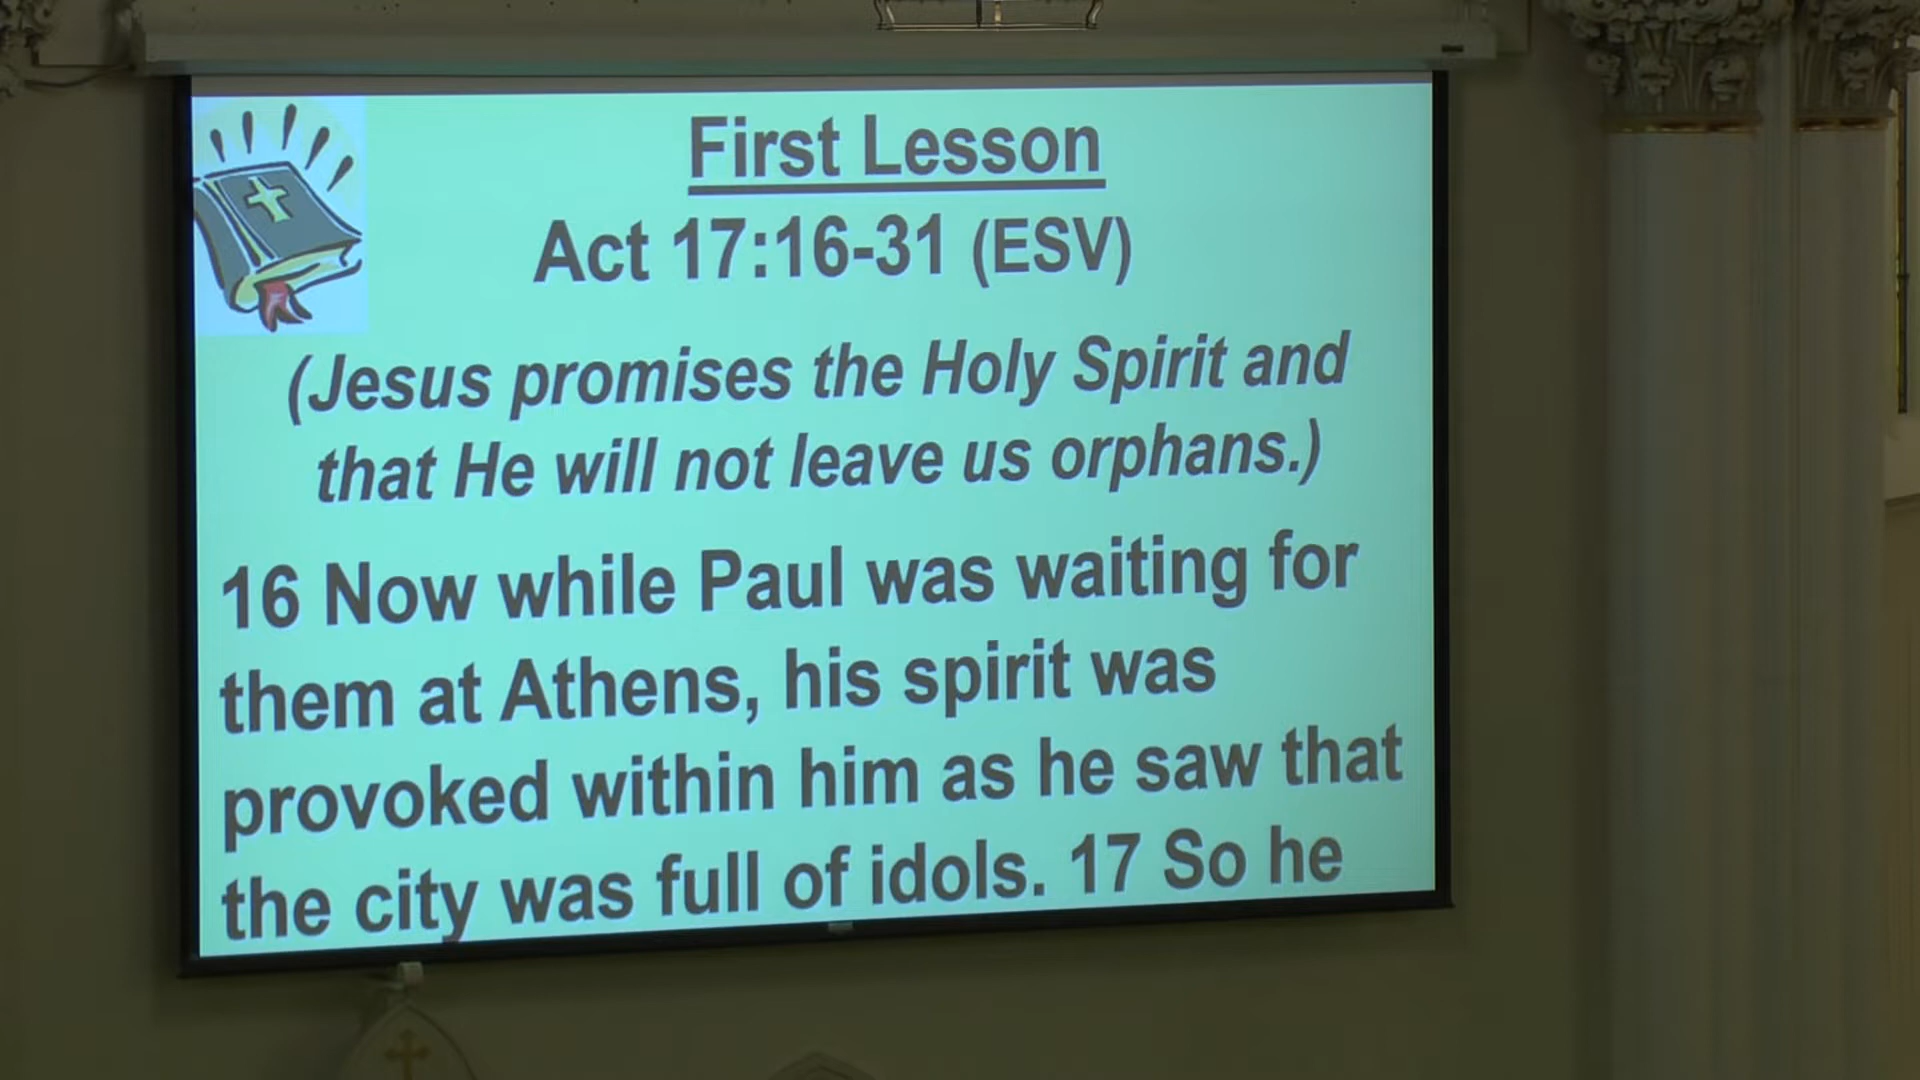 First Lesson
Act 17:16-31 (ESV)
(Jesus promises the Holy Spirit and
that He will not leave us orphans.)
16 Now while Paul was waiting for
them at Athens, his spirit was
provoked within him as he saw that
the city was full of idols. 17 So he